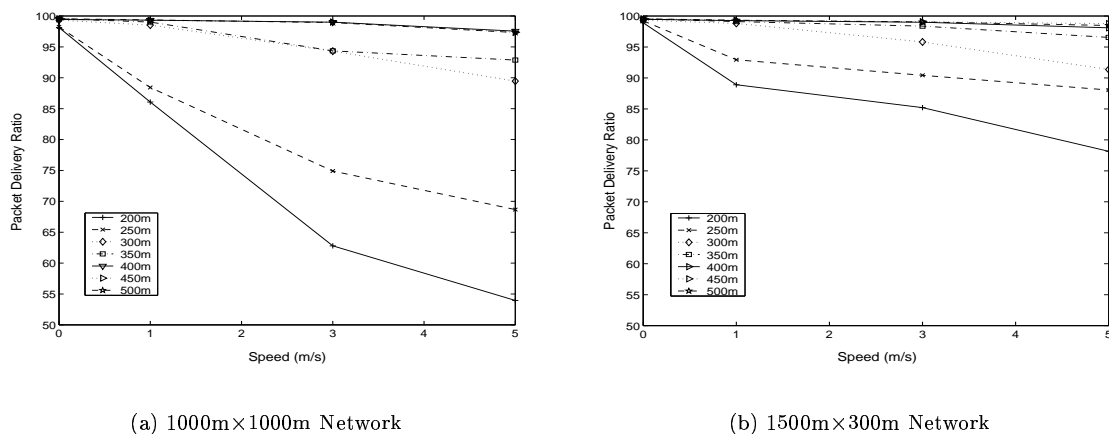 100
95
90
85
80
75
70
65
60
55
50
0
1
2
3
4
5
Packet Delivery Ratio
Speed (m/s)
200m
250m
300m
350m
400m
450m
500m
(a) 1000m×1000m Network
100
95
90
85
80
75
70
65
60
55
50
0
1
2
3
4
5
Packet Delivery Ratio
Speed (m/s)
200m
250m
300m
350m
400m
450m
500m
(b) 1500m×300m Network